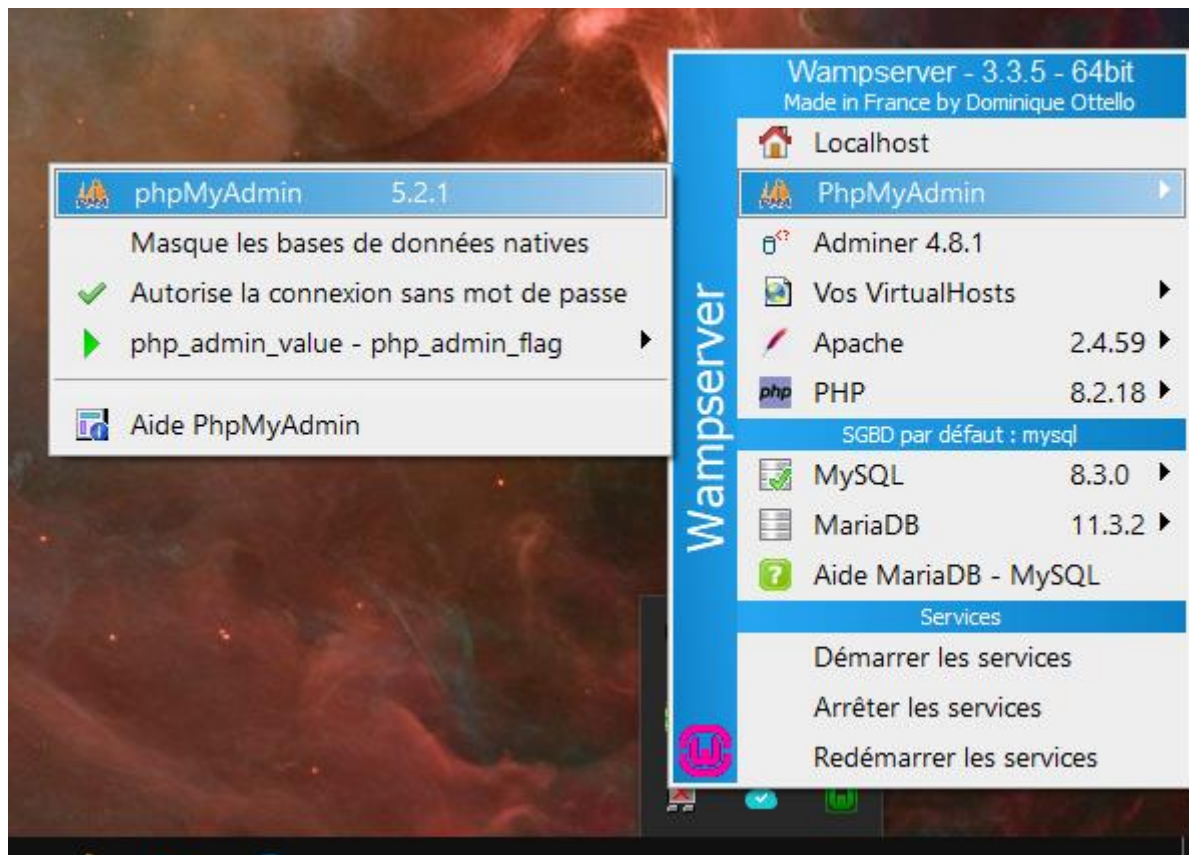 Wampserver - 3.3.5 - 64bit
Made in France by Dominique Ottello
Localhost
PhpMyAdmin
Adminer 4.8.1
Vos VirtualHosts
Apache 2.4.59
PHP 8.2.18
SGBD par défaut : mysql
MySQL 8.3.0
MariaDB 11.3.2
Aide MariaDB - MySQL
Services
Démarrer les services
Arrêter les services
Redémarrer les services
Wampserver
phpMyAdmin 5.2.1
Masque les bases de données natives
Autorise la connexion sans mot de passe
php_admin_value - php_admin_flag
Aide PhpMyAdmin